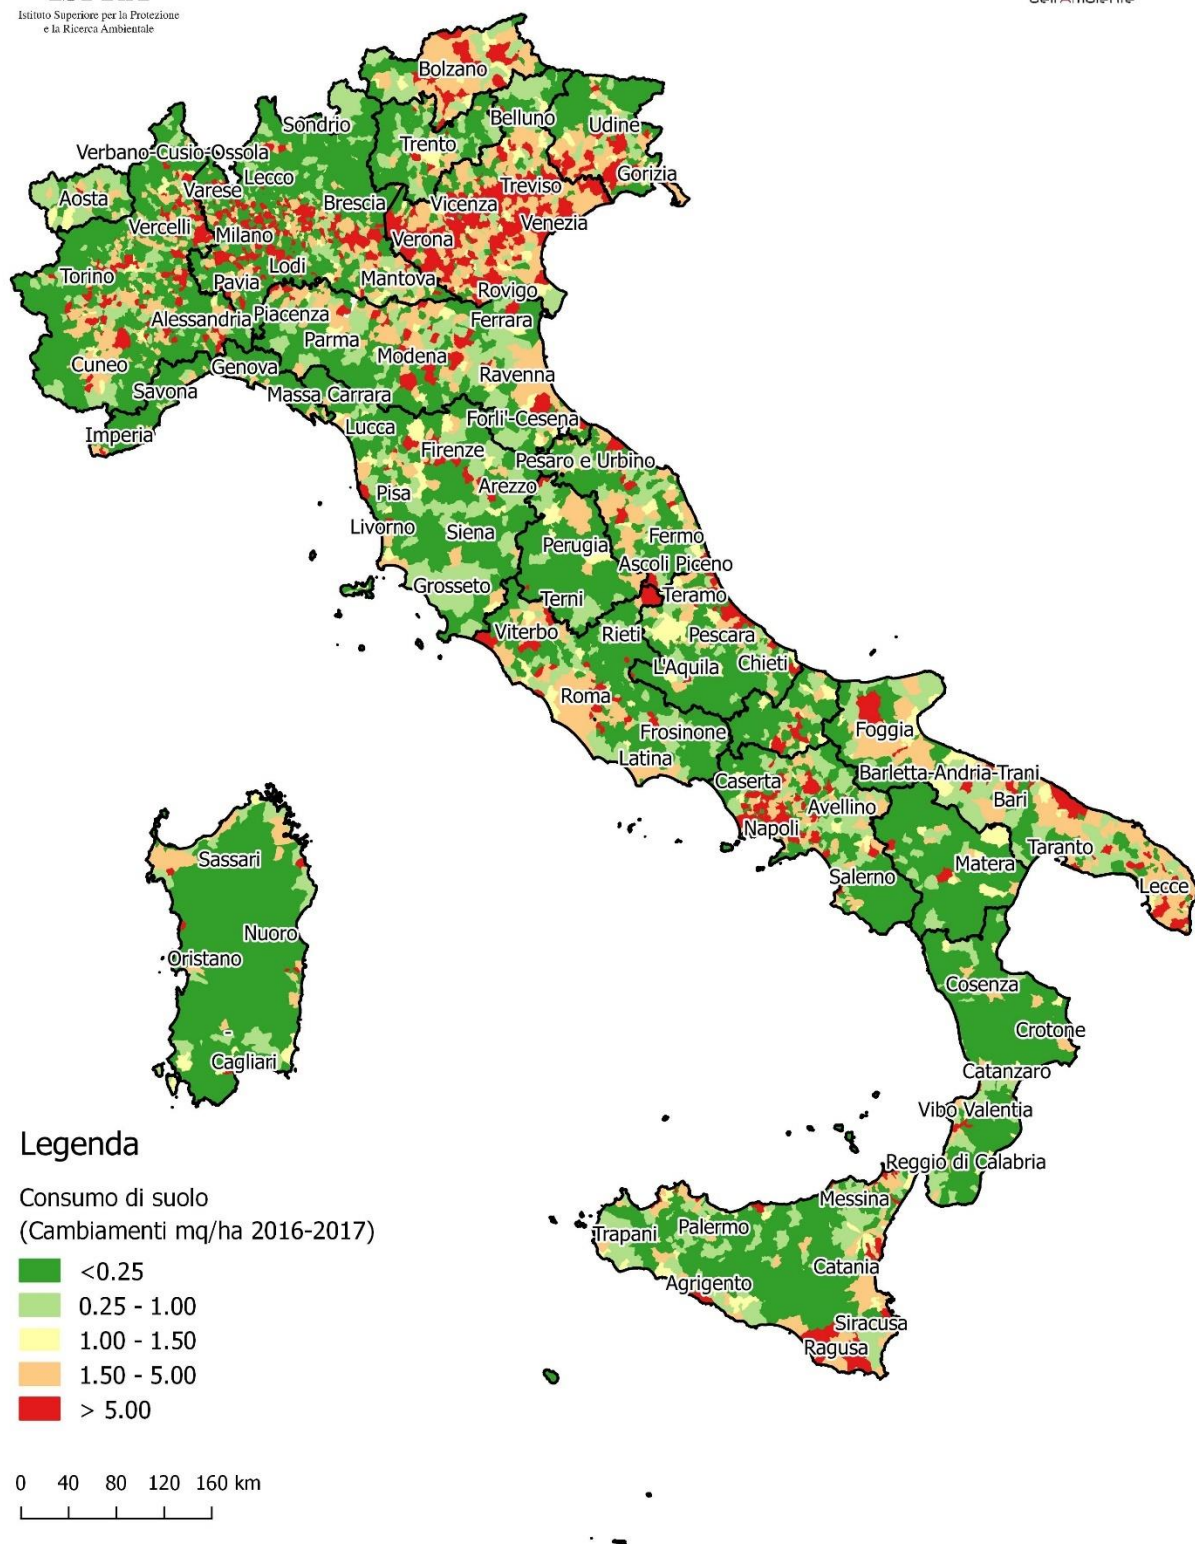 Istituto Superiore per la Protezione
e la Ricerca Ambientale
Bolzano
Sondrio
Belluno
Udine
Trento
Verbano-Cusio-Ossola
Lecco
Gorizia
Aosta
Varese
Treviso
Brescia
Vicenza
Vercelli
Milano
Venezia
Verona
Torino
Lodi
Pavia
Mantova
Rovigo
Alessandria
Piacenza
Ferrara
Parma
Modena
Cuneo
Genova
Ravenna
Savona
Massa Carrara
Lucca
Forli'-Cesena
Imperia
Firenze
Pesaro e Urbino
Pisa
Arezzo
Livorno
Siena
Fermo
Perugia
Ascoli Piceno
Grosseto
Terni
Teramo
Viterbo
Rieti
Pescara
L'Aquila
Chieti
Roma
Frosinone
Foggia
Latina
Caserta
Barletta-Andria-Trani
Avellino
Bari
Napoli
Taranto
Sassari
Matera
Salerno
Lecce
Nuoro
Oristano
Cosenza
-
Crotone
Cagliari
Catanzaro
Vibo Valentia
Reggio di Calabria
Messina
Trapani
Palermo
Catania
Agrigento
Siracusa
Ragusa
Legenda
Consumo di suolo
(Cambiamenti mq/ha 2016-2017)
<0.25
0.25 - 1.00
1.00 - 1.50
1.50 - 5.00
> 5.00
0 40 80 120 160 km